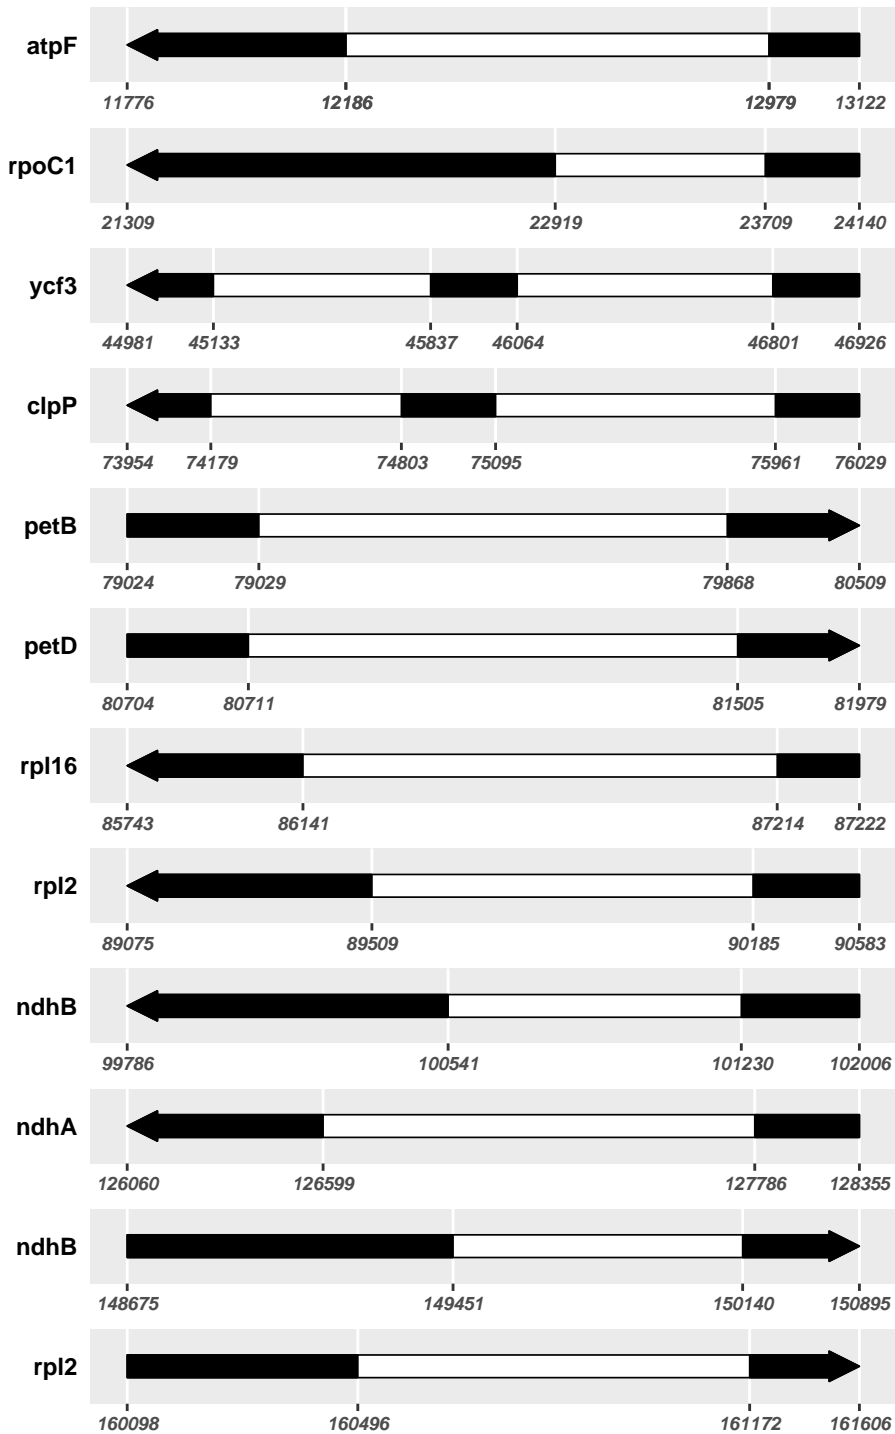 atpF
11776 12186 12979 13122
rpoC1
21309 22919 23709 24140
ycf3
44981 45133 45837 46064 46801 46926
clpP
73954 74179 74803 75095 75961 76029
petB
79024 79029 79868 80509
petD
80704 80711 81505 81979
rpl16
85743 86141 87214 87222
rpl2
89075 89509 90185 90583
ndhB
99786 100541 101230 102006
ndhA
126060 126599 127786 128355
ndhB
148675 149451 150140 150895
rpl2
160098 160496 161172 161606